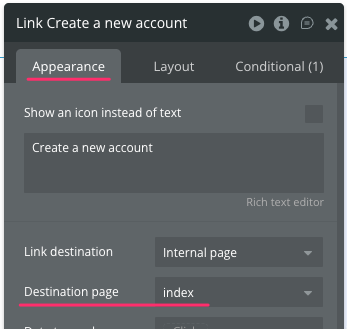 Link Create a new account
Appearance Layout Conditional (1)
Show an icon instead of text
Create a new account
Rich text editor
Link destination Internal page
Destination page index